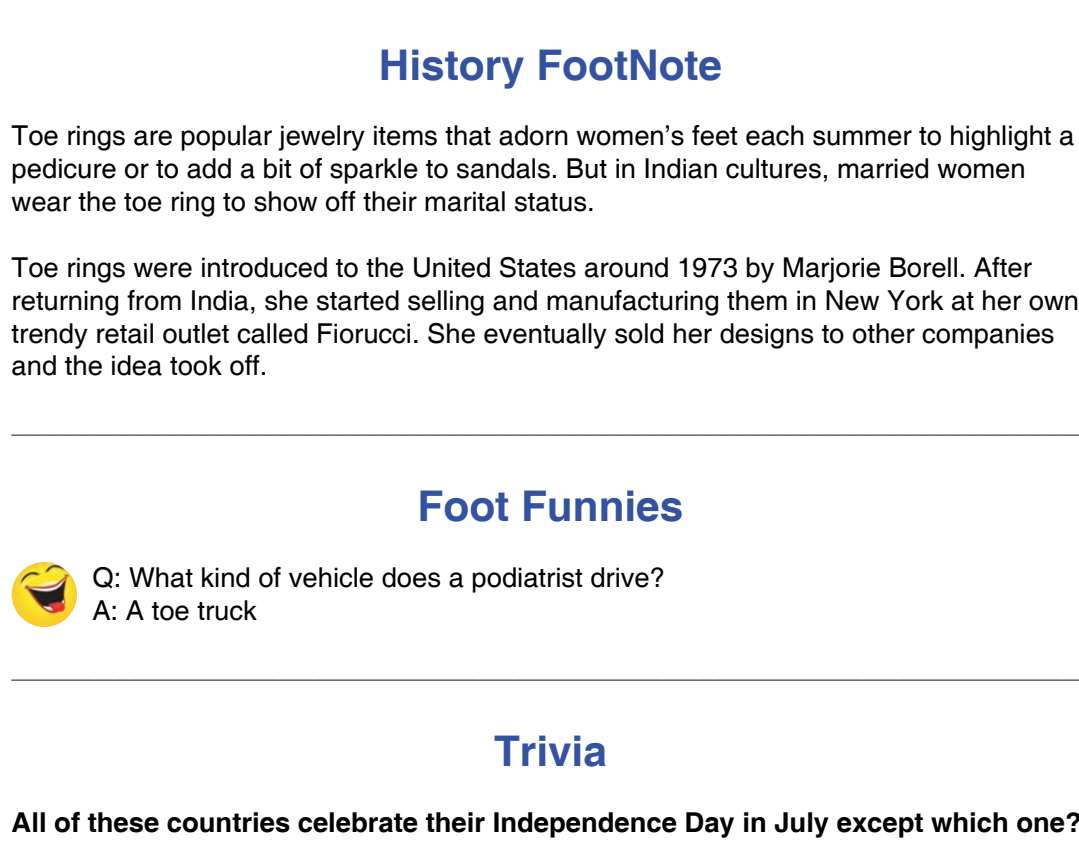 History FootNote
Toe rings are popular jewelry items that adorn women’s feet each summer to highlight a
pedicure or to add a bit of sparkle to sandals. But in Indian cultures, married women
wear the toe ring to show off their marital status.
Toe rings were introduced to the United States around 1973 by Marjorie Borell. After
returning from India, she started selling and manufacturing them in New York at her own
trendy retail outlet called Fiorucci. She eventually sold her designs to other companies
and the idea took off.
Foot Funnies
Q: What kind of vehicle does a podiatrist drive?
A: A toe truck
Trivia
All of these countries celebrate their Independence Day in July except which one?